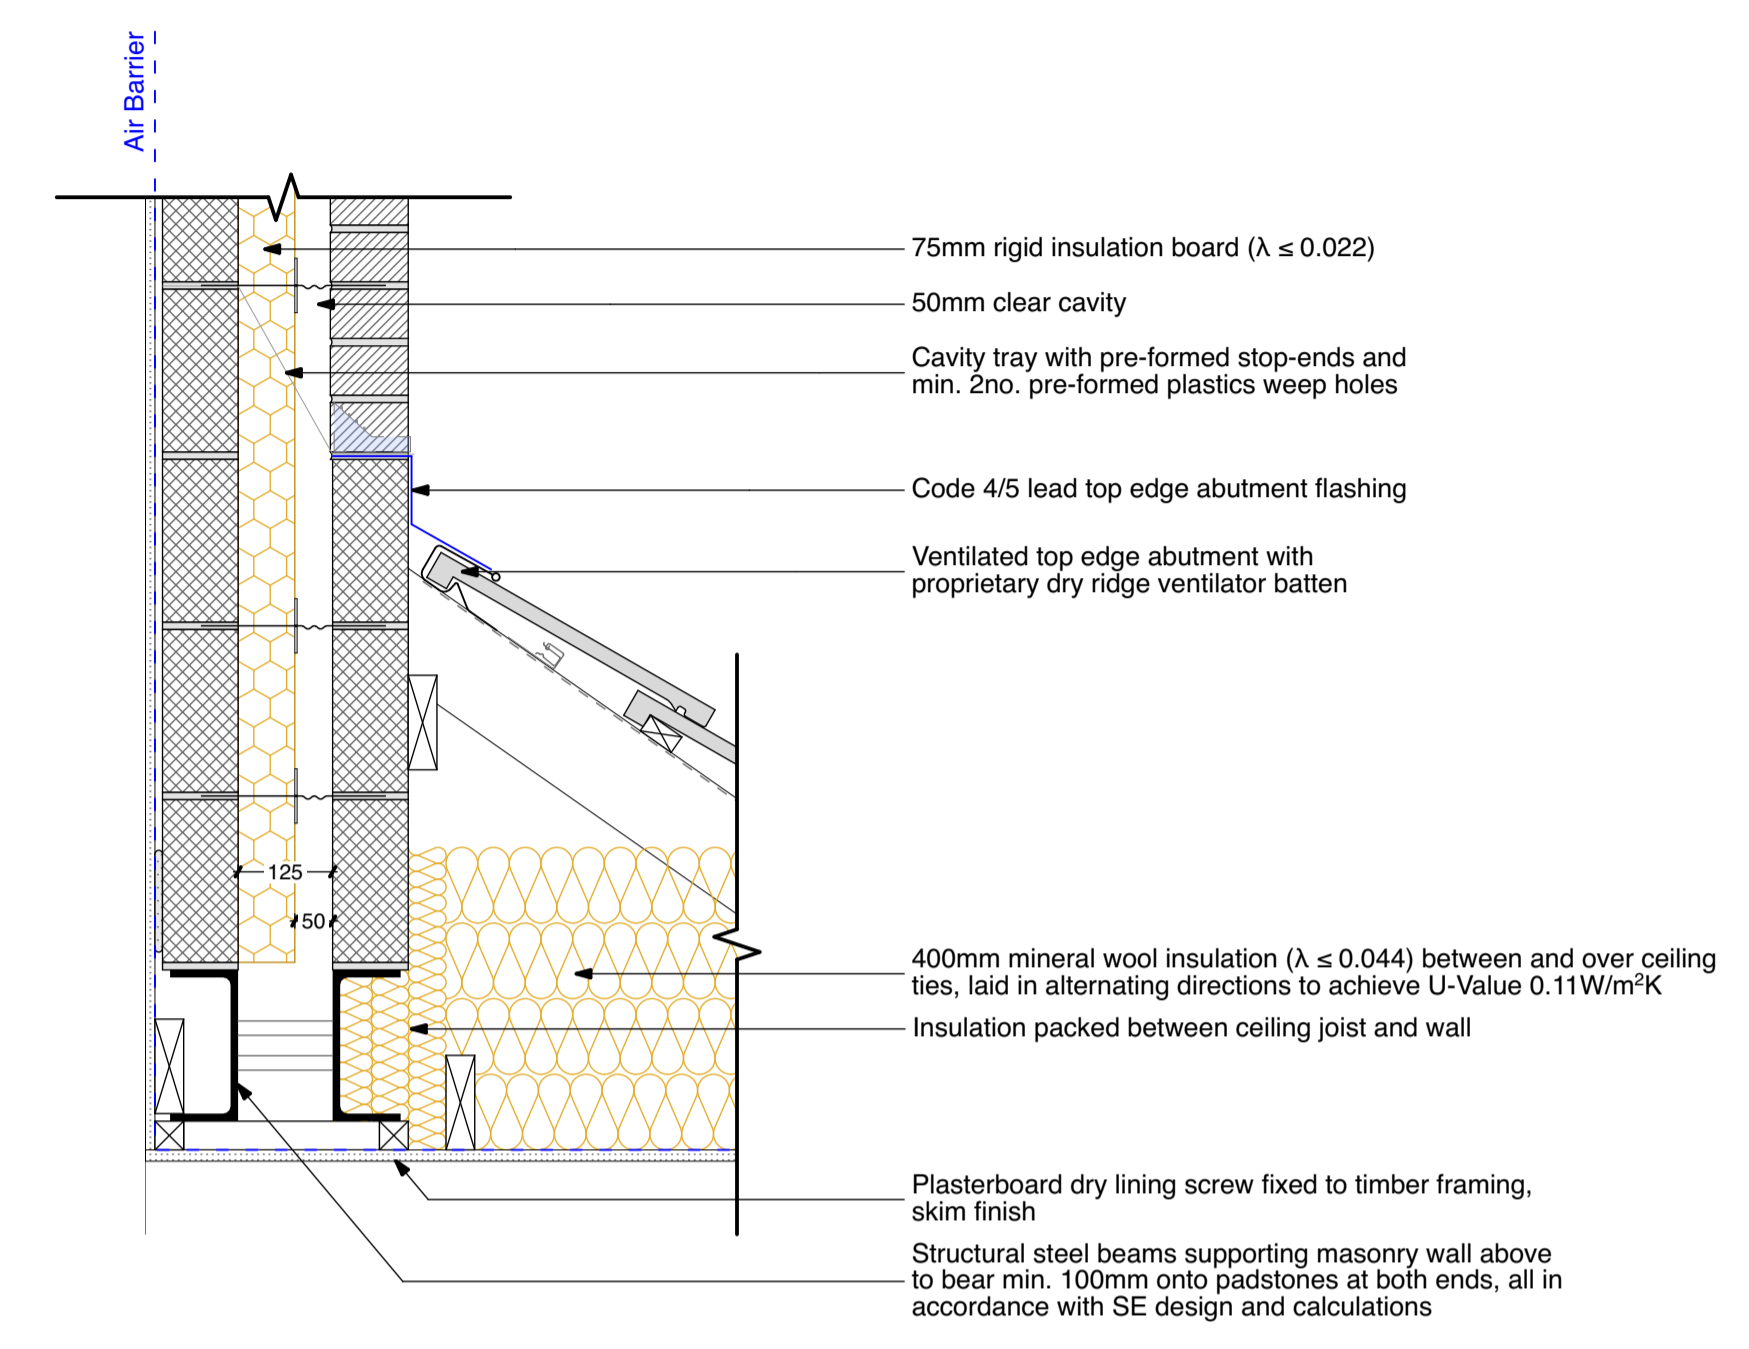 Air Barrier
75mm rigid insulation board (λ ≤ 0.022)
50mm clear cavity
Cavity tray with pre-formed stop-ends and
min. 2no. pre-formed plastics weep holes
Code 4/5 lead top edge abutment flashing
Ventilated top edge abutment with
proprietary dry ridge ventilator batten
125
50
400mm mineral wool insulation (λ ≤ 0.044) between and over ceiling
ties, laid in alternating directions to achieve U-Value 0.11W/m²K
Insulation packed between ceiling joist and wall
Plasterboard dry lining screw fixed to timber framing,
skim finish
Structural steel beams supporting masonry wall above
to bear min. 100mm onto padstones at both ends, all in
accordance with SE design and calculations